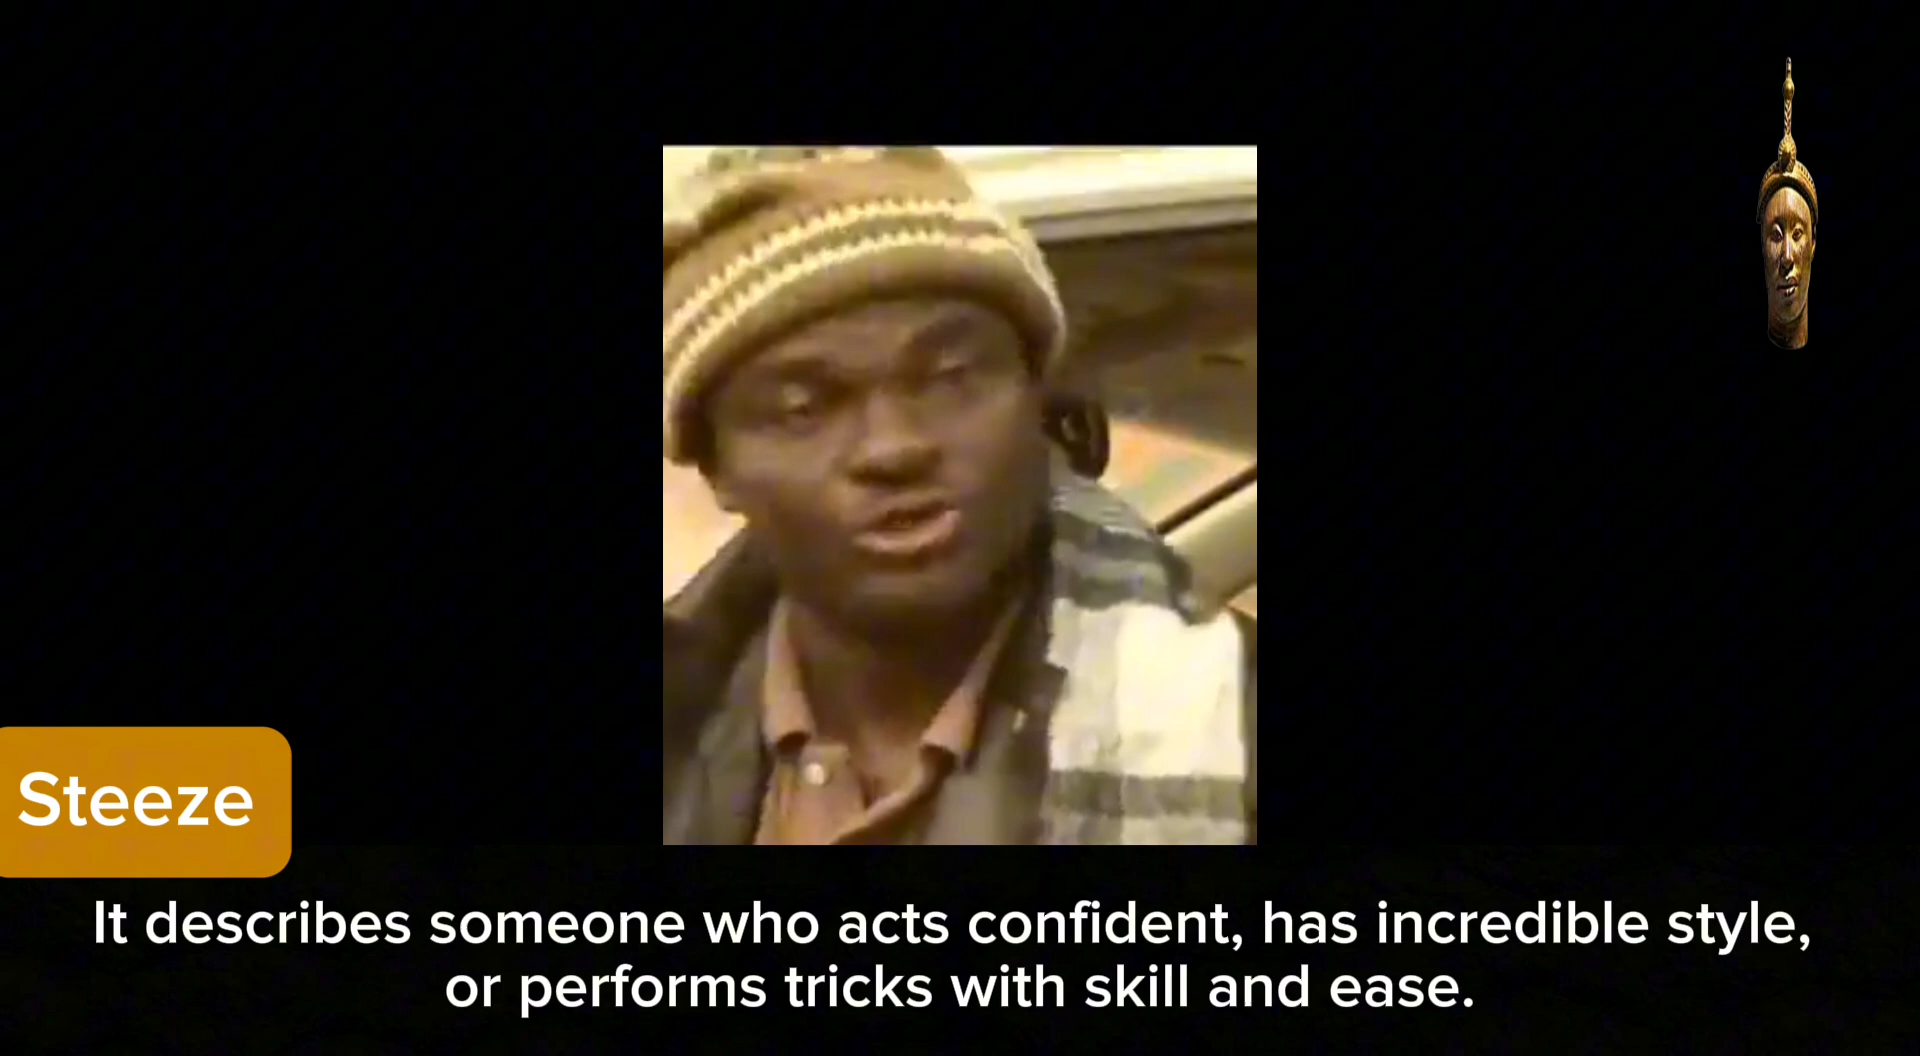 Steeze
It describes someone who acts confident, has incredible style,
or performs tricks with skill and ease.